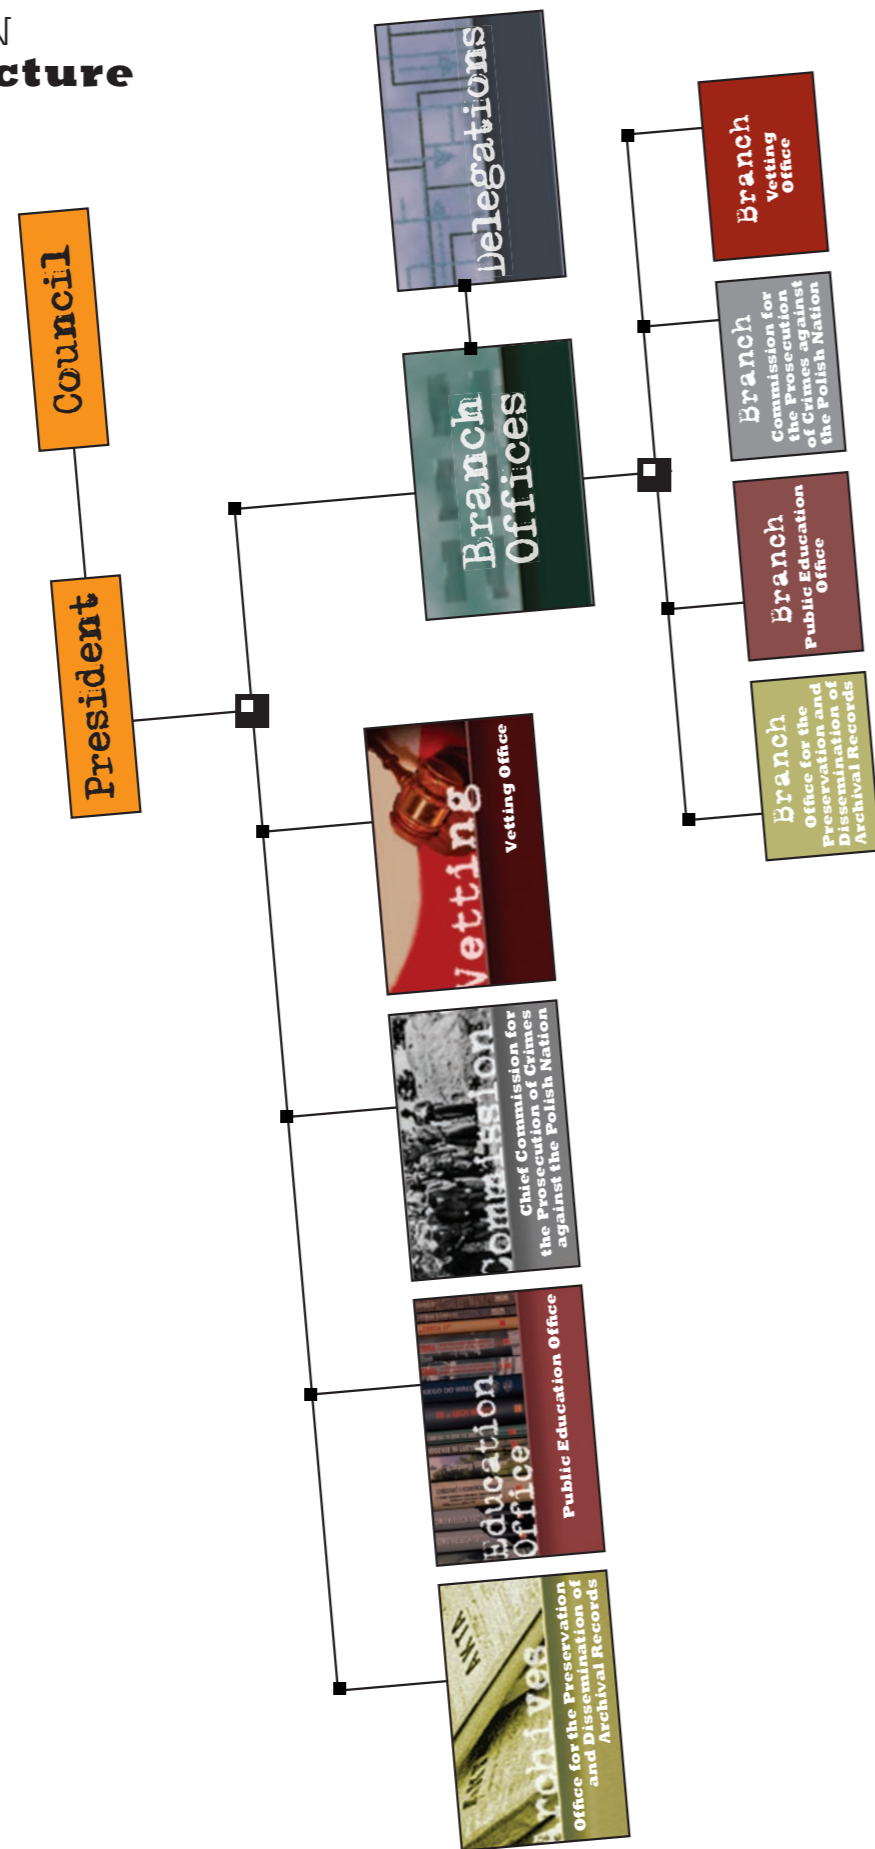 N
cture
Council
President
Delegations
Branch
Offices
Branch
Vetting
Office
Branch
Commission for
the Prosecution
of Crimes against
the Polish Nation
Branch
Public Education
Office
Branch
Office for the
Preservation and
Dissemination of
Archival Records
Vetting
Vetting Office
Commission
Chief Commission for
the Prosecution of Crimes
against the Polish Nation
Education
Office
Public Education Office
Archives
AKTA
Office for the Preservation
and Dissemination of
Archival Records